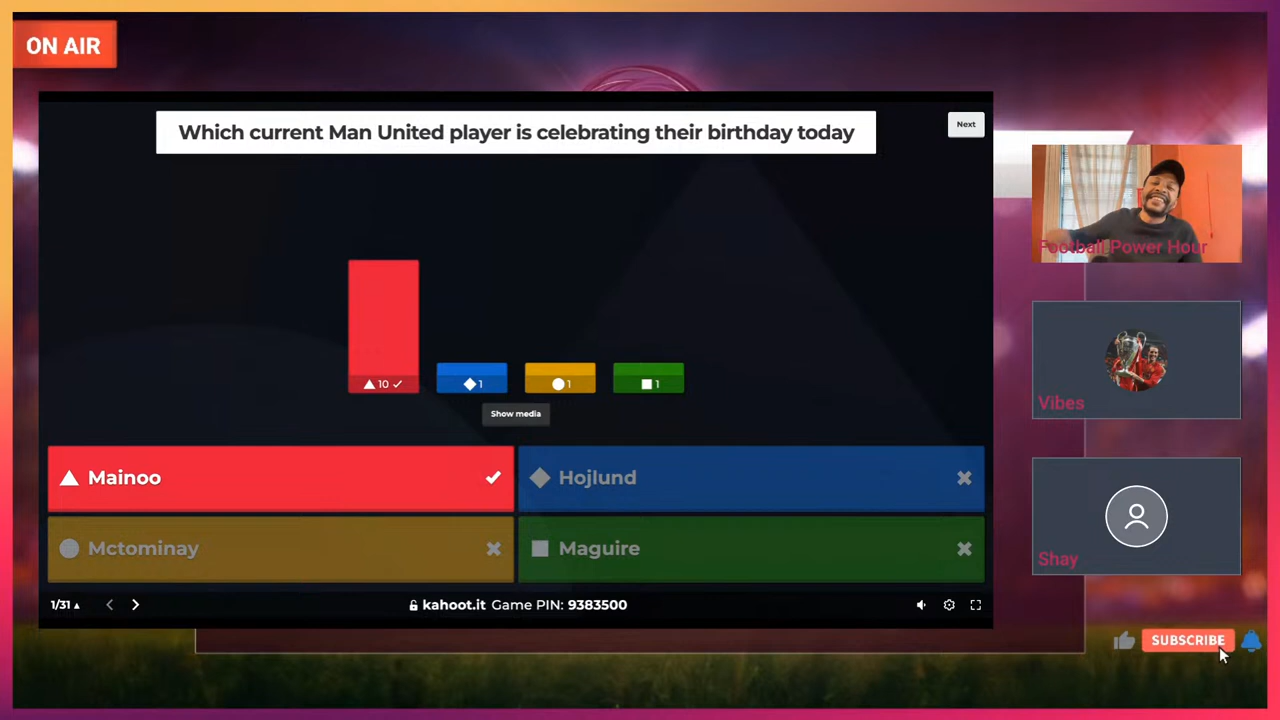 ON AIR
Which current Man United player is celebrating their birthday today
Next
Football Power Hour
10
1
1
1
Show media
Vibes
Mainoo
Hojlund
Mctominay
Maguire
Shay
1/31
kahoot.it Game PIN: 9383500
SUBSCRIBE